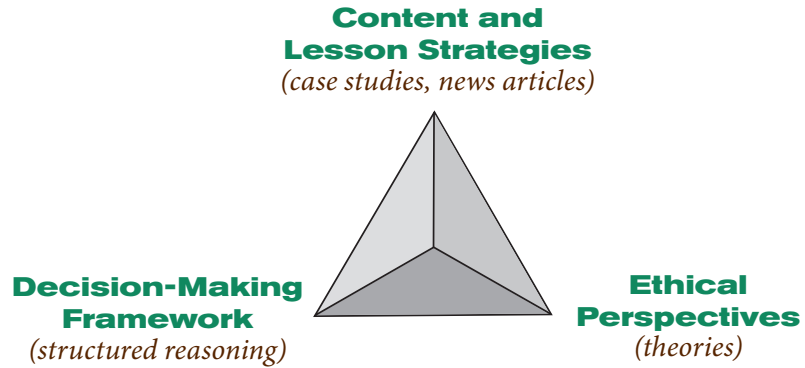 Content and
Lesson Strategies
(case studies, news articles)
Decision-Making
Framework
(structured reasoning)
Ethical
Perspectives
(theories)